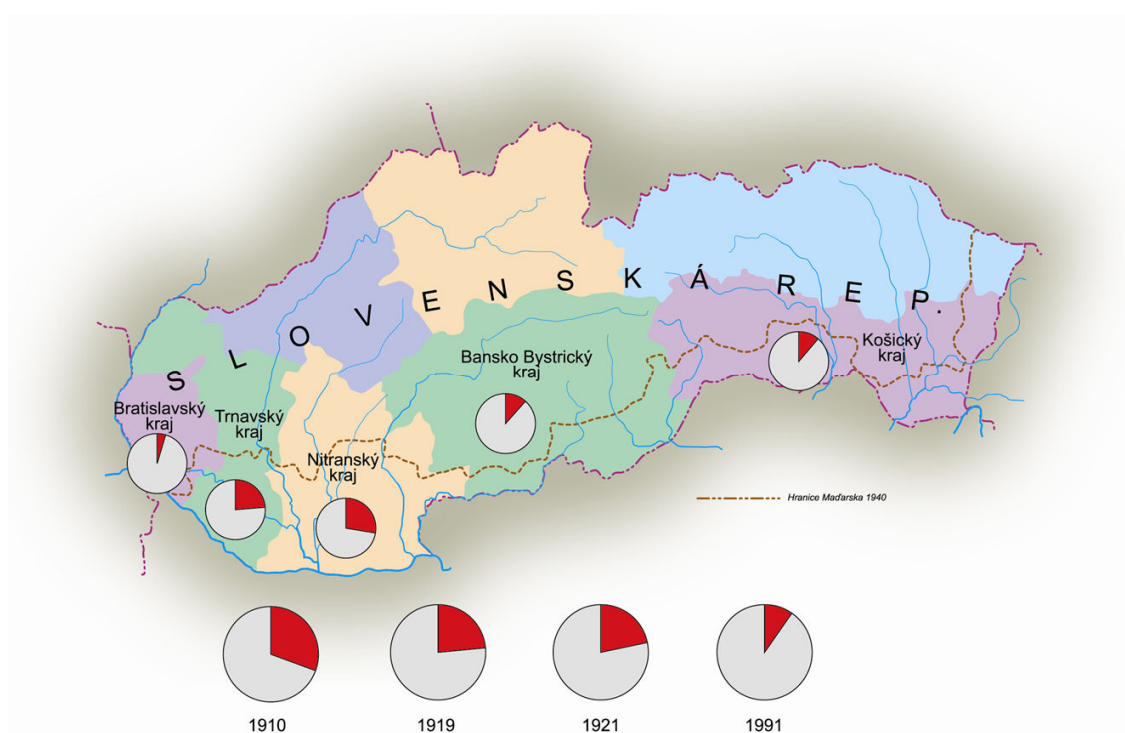 S L O V E N S K Á R E P.
Bratislavský
kraj
Trnavský
kraj
Nitranský
kraj
Bansko Bystrický
kraj
Košický
kraj
Hranice Maďarska 1940
1910
1919
1921
1991